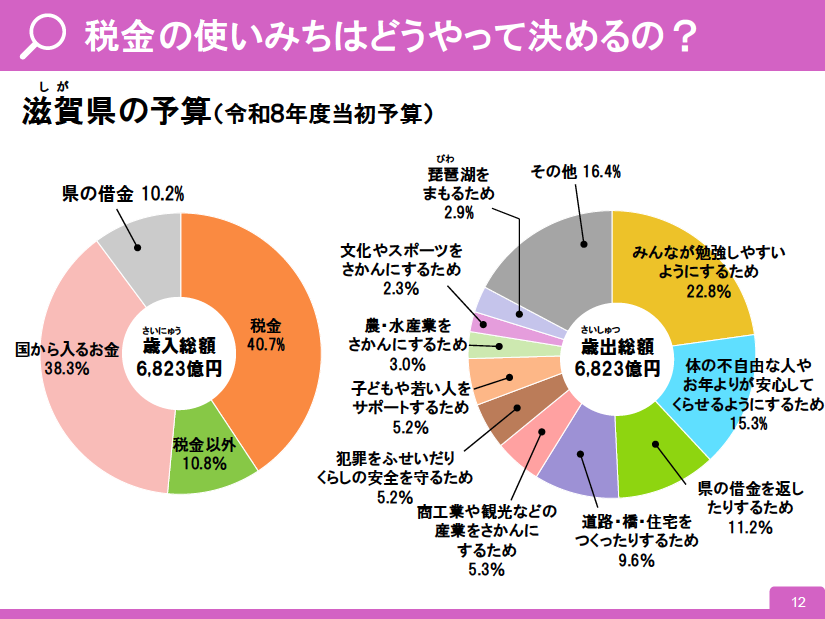 税金の使いみちはどうやって決めるの？
しが
滋賀県の予算（令和8年度当初予算）
県の借金 10.2%
税金
40.7%
国から入るお金
38.3%
さいにゅう
歳入総額
6,823億円
税金以外
10.8%
びわ
琵琶湖を
まもるため
2.9%
その他 16.4%
文化やスポーツを
さかんにするため
2.3%
農・水産業を
さかんにするため
3.0%
子どもや若い人を
サポートするため
5.2%
犯罪をふせいだり
くらしの安全を守るため
5.2%
商工業や観光などの
産業をさかんに
するため
5.3%
さいしゅつ
歳出総額
6,823億円
みんなが勉強しやすい
ようにするため
22.8%
体の不自由な人や
お年よりが安心して
くらせるようにするため
15.3%
県の借金を返し
たりするため
11.2%
道路・橋・住宅を
つくったりするため
9.6%
12